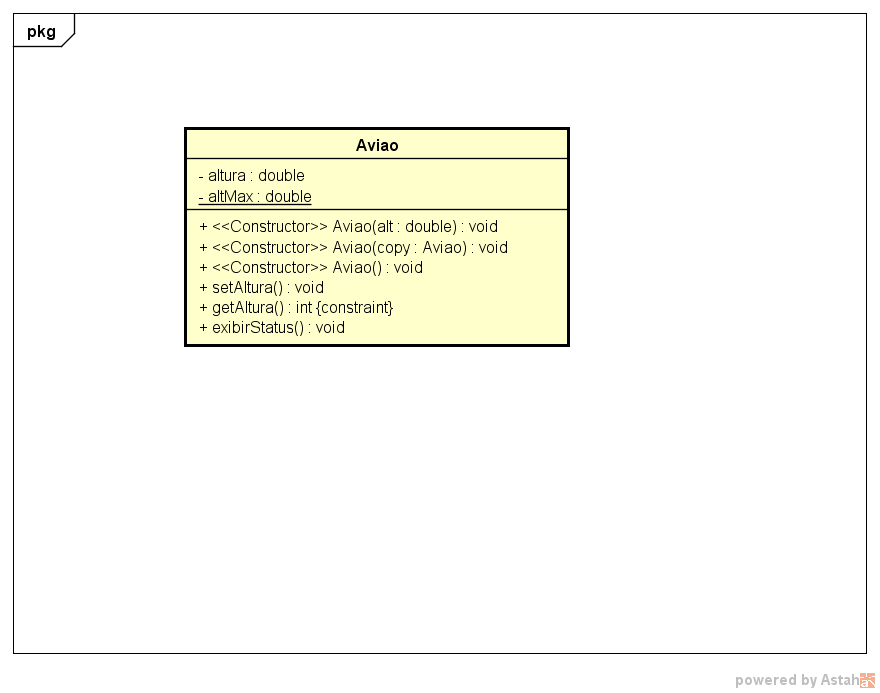 pkg
Aviao
- altura : double
- altMax : double
+ <<Constructor>> Aviao(alt : double) : void
+ <<Constructor>> Aviao(copy : Aviao) : void
+ <<Constructor>> Aviao() : void
+ setAltura() : void
+ getAltura() : int {constraint}
+ exibirStatus() : void
powered by Astah